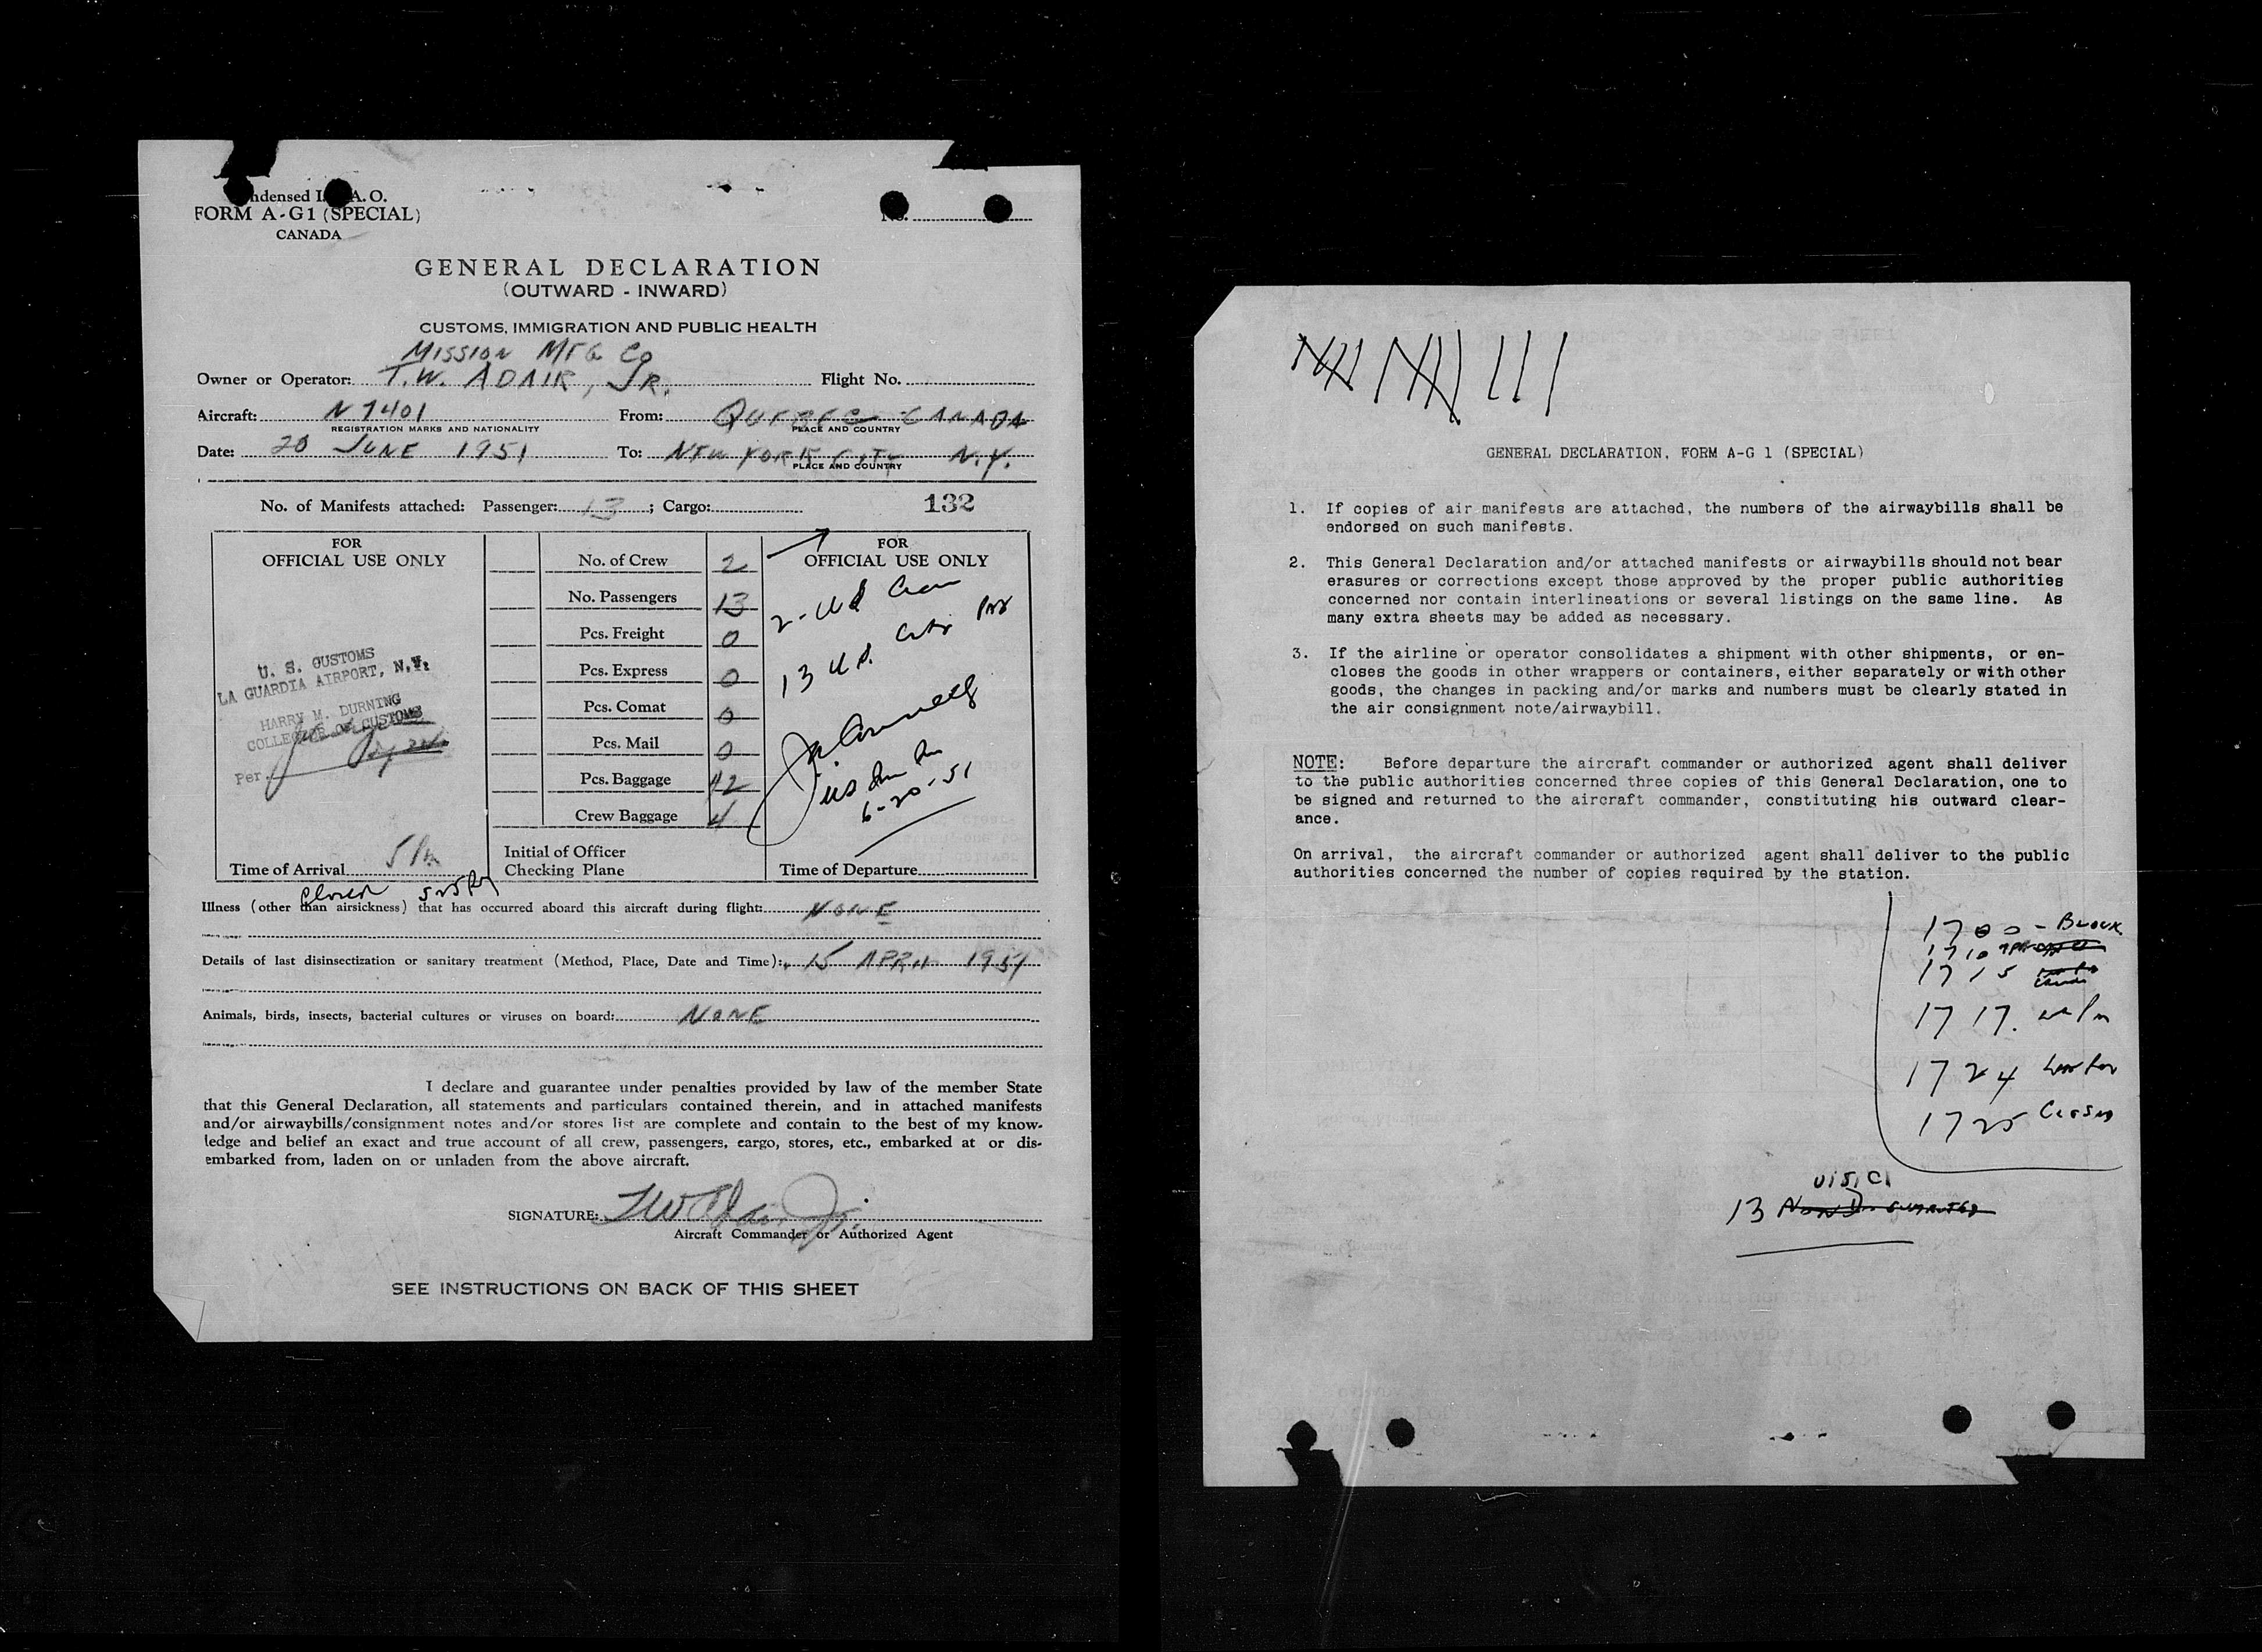 ndensed I. A.O.
FORM A-G1 (SPECIAL)
CANADA
No.
GENERAL DECLARATION
(OUTWARD - INWARD)
CUSTOMS, IMMIGRATION AND PUBLIC HEALTH
MISSION MFG CO
Owner or Operator: T.W. ADAIR, JR. Flight No.
Aircraft: N7401 From: QUEBEC CANADA
REGISTRATION MARKS AND NATIONALITY PLACE AND COUNTRY
Date: 20 JUNE 1951 To: NEW YORK CITY N.Y.
PLACE AND COUNTRY
No. of Manifests attached: Passenger: 13; Cargo: 132
FOR
OFFICIAL USE ONLY
U. S. CUSTOMS
LA GUARDIA AIRPORT, N.Y.
HARRY M. DURNING
COLLECTOR OF CUSTOMS
Per.
Time of Arrival
No. of Crew 2
No. Passengers 13
Pcs. Freight 0
Pcs. Express 0
Pcs. Comat 0
Pcs. Mail 0
Pcs. Baggage 42
Crew Baggage 4
Initial of Officer
Checking Plane
FOR
OFFICIAL USE ONLY
2-US Crew
13 U.S.
6-20-51
Time of Departure
Closed
Illness (other than airsickness) that has occurred aboard this aircraft during flight: NONE
Details of last disinsectization or sanitary treatment (Method, Place, Date and Time): 15 APRIL 1951
Animals, birds, insects, bacterial cultures or viruses on board: NONE
I declare and guarantee under penalties provided by law of the member State
that this General Declaration, all statements and particulars contained therein, and in attached manifests
and/or airwaybills/consignment notes and/or stores list are complete and contain to the best of my know-
ledge and belief an exact and true account of all crew, passengers, cargo, stores, etc., embarked at or dis-
embarked from, laden on or unladen from the above aircraft.
SIGNATURE: T W Adair Jr.
Aircraft Commander or Authorized Agent
SEE INSTRUCTIONS ON BACK OF THIS SHEET
GENERAL DECLARATION, FORM A-G 1 (SPECIAL)
1. If copies of air manifests are attached, the numbers of the airwaybills shall be
endorsed on such manifests.
2. This General Declaration and/or attached manifests or airwaybills should not bear
erasures or corrections except those approved by the proper public authorities
concerned nor contain interlineations or several listings on the same line. As
many extra sheets may be added as necessary.
3. If the airline or operator consolidates a shipment with other shipments, or en-
closes the goods in other wrappers or containers, either separately or with other
goods, the changes in packing and/or marks and numbers must be clearly stated in
the air consignment note/airwaybill.
NOTE: Before departure the aircraft commander or authorized agent shall deliver
to the public authorities concerned three copies of this General Declaration, one to
be signed and returned to the aircraft commander, constituting his outward clear-
ance.
On arrival, the aircraft commander or authorized agent shall deliver to the public
authorities concerned the number of copies required by the station.
1700 - BLOCK
1710
1715
1717
1724
1725 CLOSED
U.S.C.
13